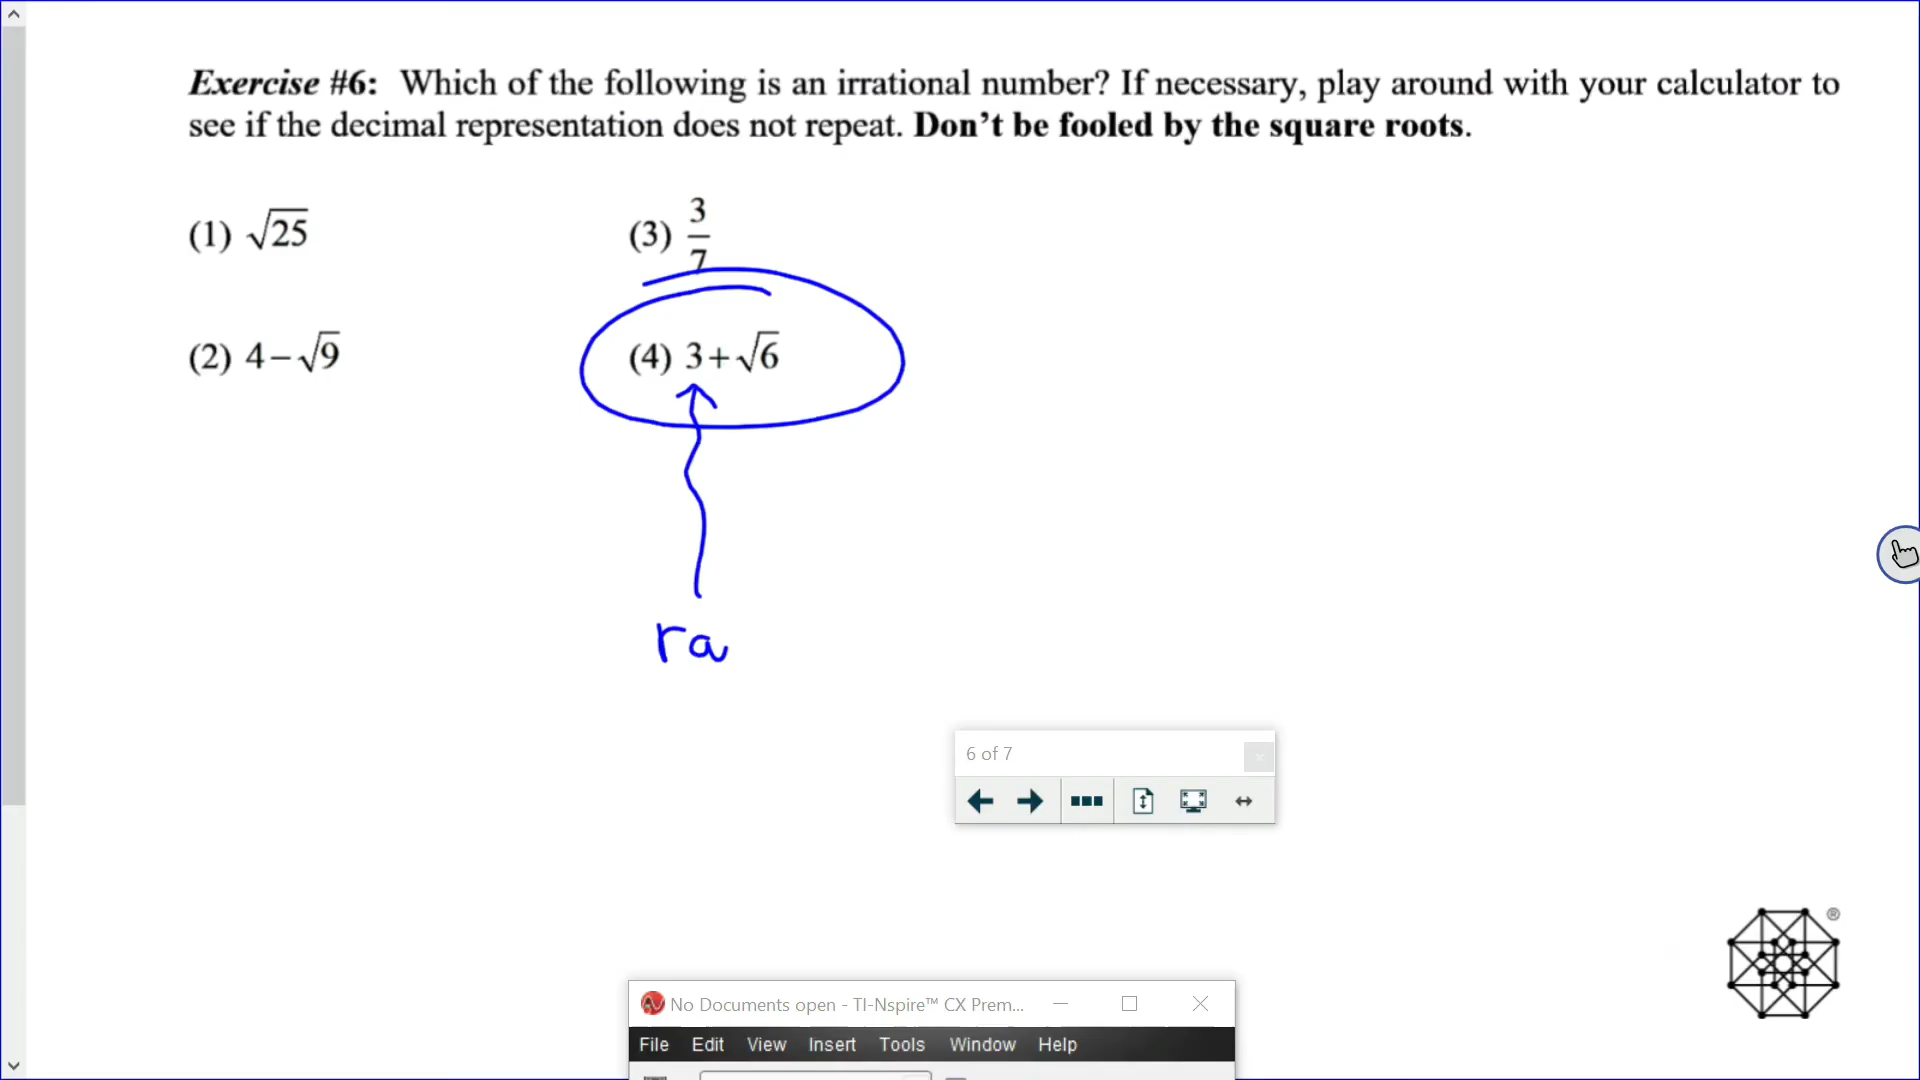 Exercise #6: Which of the following is an irrational number? If necessary, play around with your calculator to
see if the decimal representation does not repeat. Don't be fooled by the square roots.
(1) √25
(3) 3/7
(2) 4−√9
(4) 3+√6
ra
6 of 7
®
No Documents open - TI-Nspire™ CX Prem...
File Edit View Insert Tools Window Help